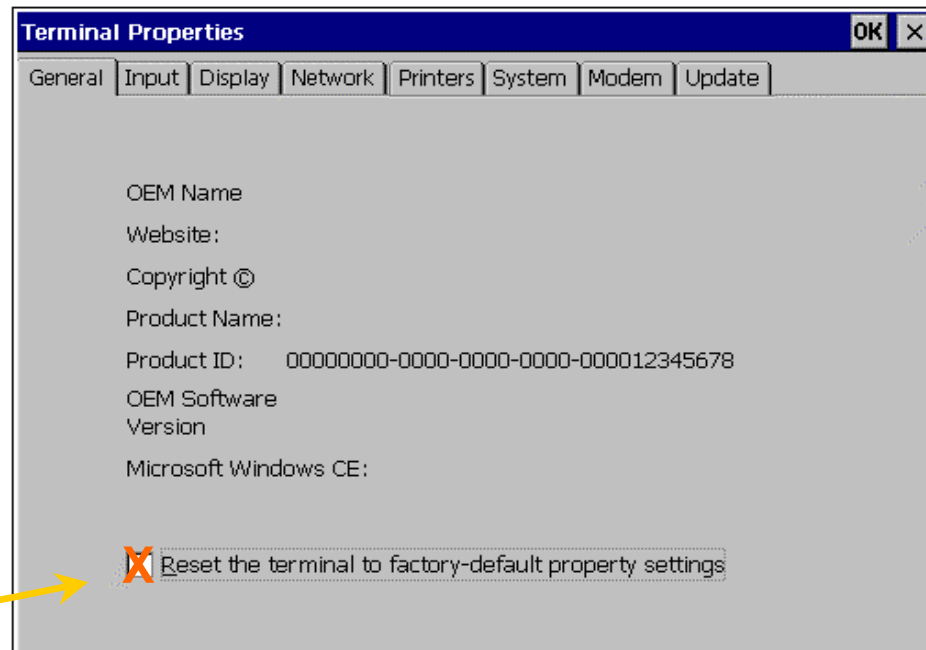 Terminal Properties OK ×
General Input Display Network Printers System Modem Update
OEM Name
Website:
Copyright ©
Product Name:
Product ID: 00000000-0000-0000-0000-000012345678
OEM Software
Version
Microsoft Windows CE:
X Reset the terminal to factory-default property settings